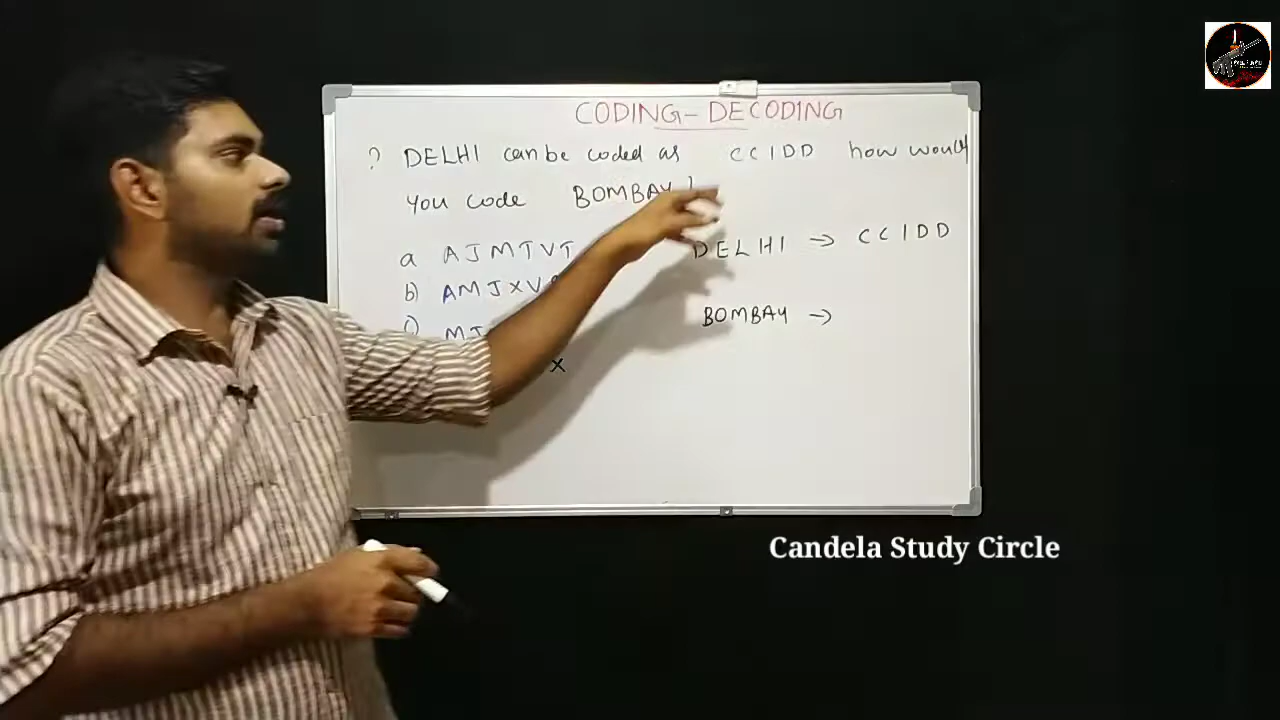 CODING-DECODING
? DELHI can be coded as CCIDD how would
you code BOMBAY?
DELHI → CCIDD
a AJMTVT
b) AMJXV
BOMBAY →
c) MJ
x
Candela Study Circle